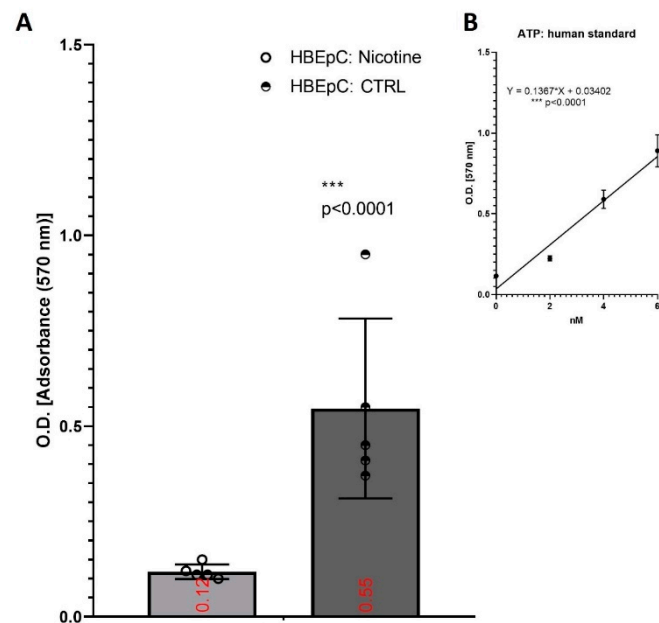 A
O.D. [Adsorbance (570 nm)]
1.5
1.0
0.5
0.0
HBEpC: Nicotine
HBEpC: CTRL
***
p<0.0001
0.12
0.55
B
ATP: human standard
O.D. [570 nm]
1.5
1.0
0.5
0.0
Y = 0.1367*X + 0.03402
*** p<0.0001
0 2 4 6
nM